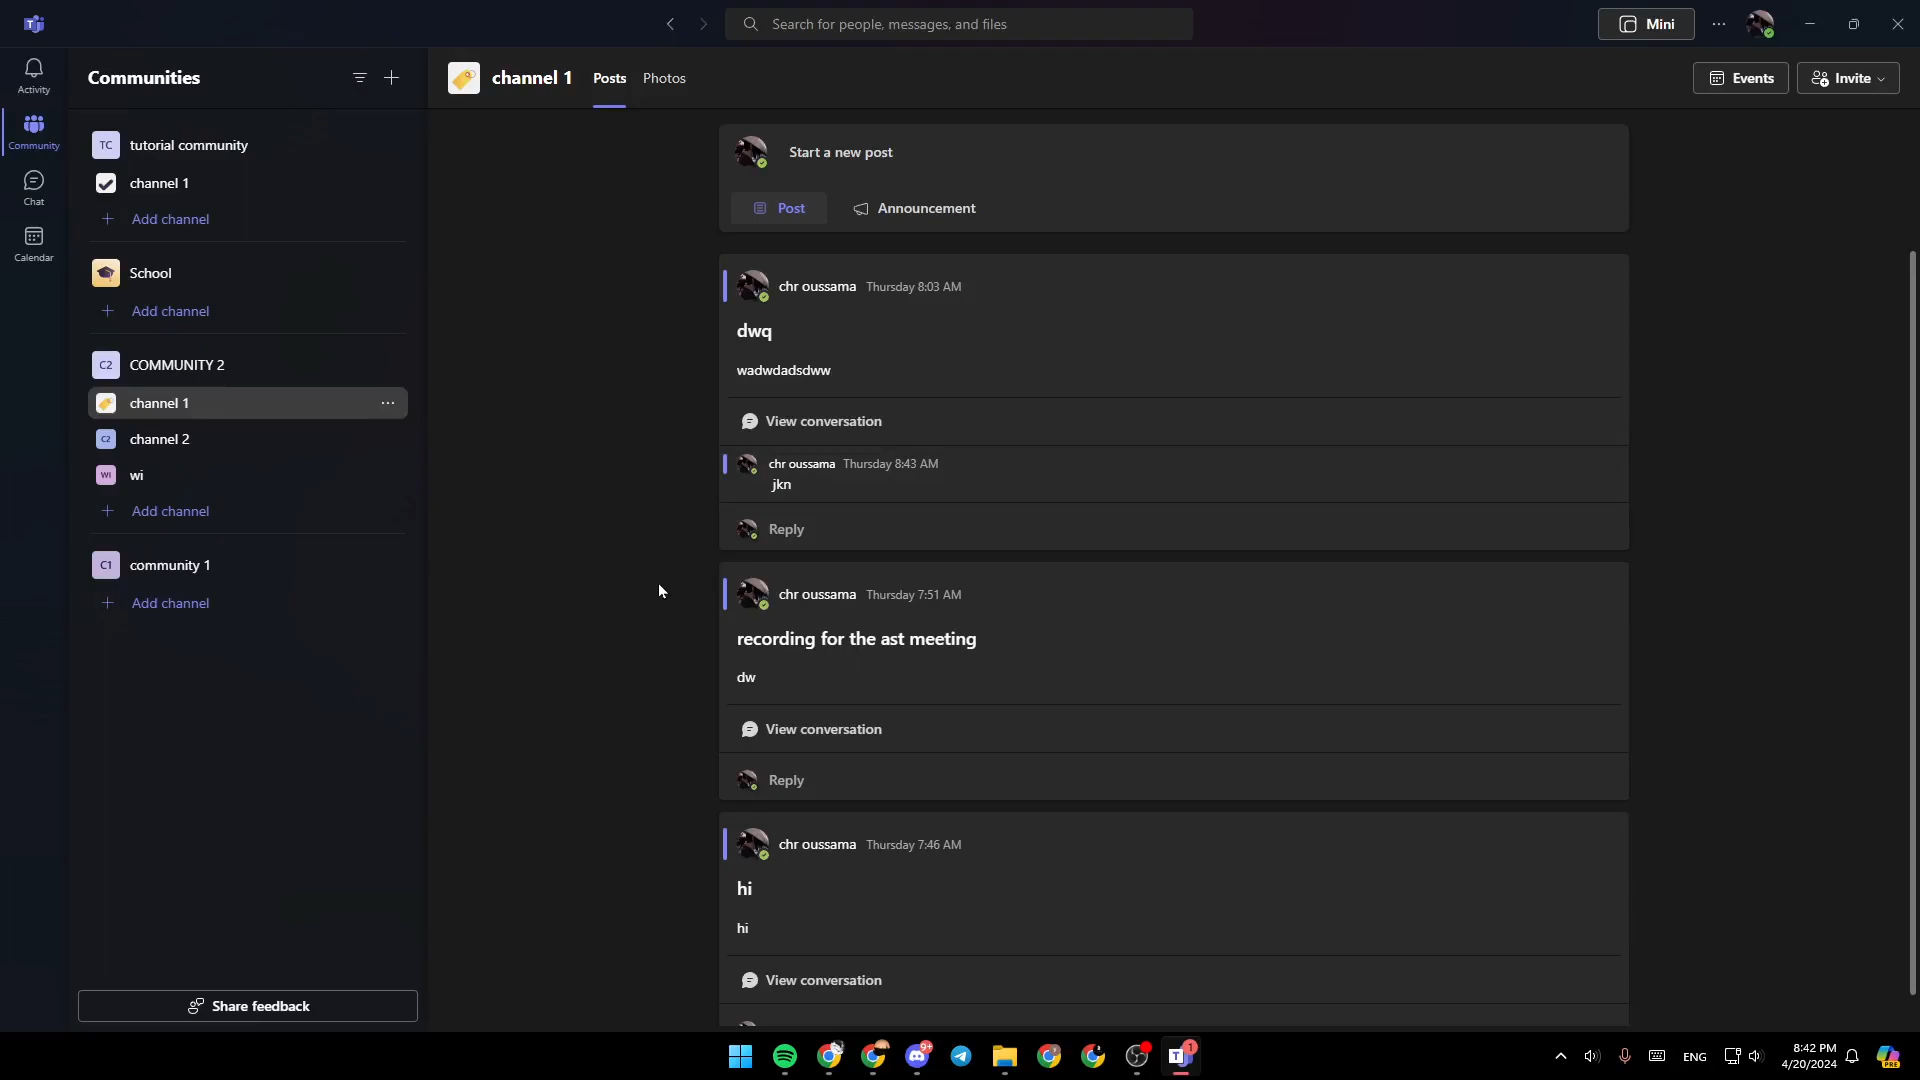 Search for people, messages, and files
Mini
Activity
Community
Chat
Calendar
Communities
TC tutorial community
channel 1
Add channel
School
Add channel
C2 COMMUNITY 2
channel 1
C2 channel 2
WI wi
Add channel
C1 community 1
Add channel
Share feedback
channel 1 Posts Photos
Events
Invite
Start a new post
Post
Announcement
chr oussama Thursday 8:03 AM
dwq
wadwdadsdww
View conversation
chr oussama Thursday 8:43 AM
jkn
Reply
chr oussama Thursday 7:51 AM
recording for the ast meeting
dw
View conversation
Reply
chr oussama Thursday 7:46 AM
hi
hi
View conversation
9+
1
ENG
8:42 PM
4/20/2024
PRE